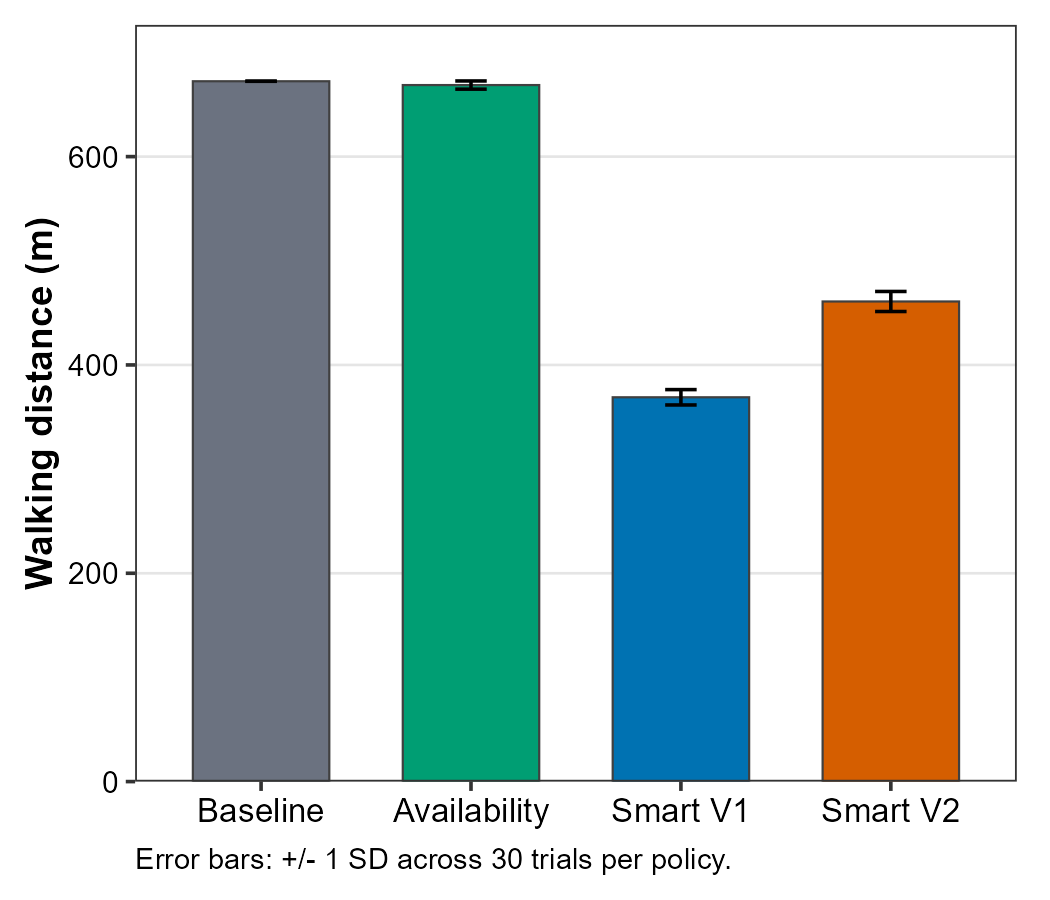 Walking distance (m)
600
400
200
0
Baseline
Availability
Smart V1
Smart V2
Error bars: +/- 1 SD across 30 trials per policy.